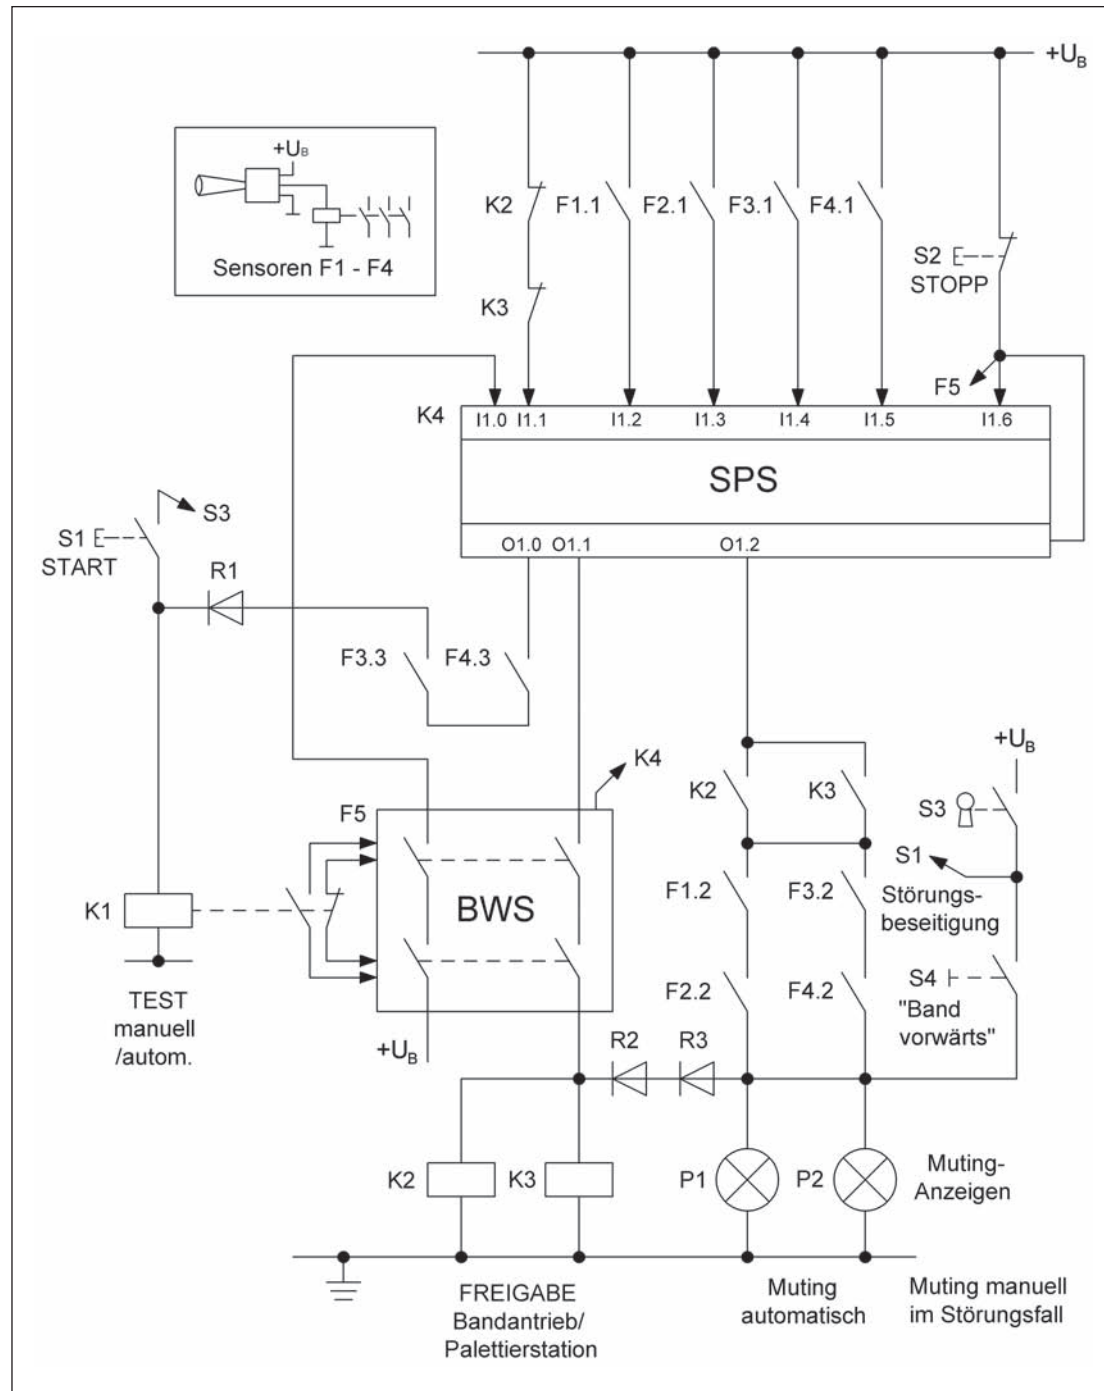 +UB
+UB
Sensoren F1 - F4
K2
F1.1
F2.1
F3.1
F4.1
S2
STOPP
K3
F5
K4
I1.0
I1.1
I1.2
I1.3
I1.4
I1.5
I1.6
SPS
O1.0
O1.1
O1.2
S3
S1
START
R1
F3.3
F4.3
K4
+UB
K2
K3
S3
F5
S1
Störungs-
beseitigung
K1
BWS
F1.2
F3.2
S4
"Band
vorwärts"
F2.2
F4.2
TEST
manuell
/autom.
+UB
R2
R3
K2
K3
P1
P2
Muting-
Anzeigen
FREIGABE
Bandantrieb/
Palettierstation
Muting
automatisch
Muting manuell
im Störungsfall